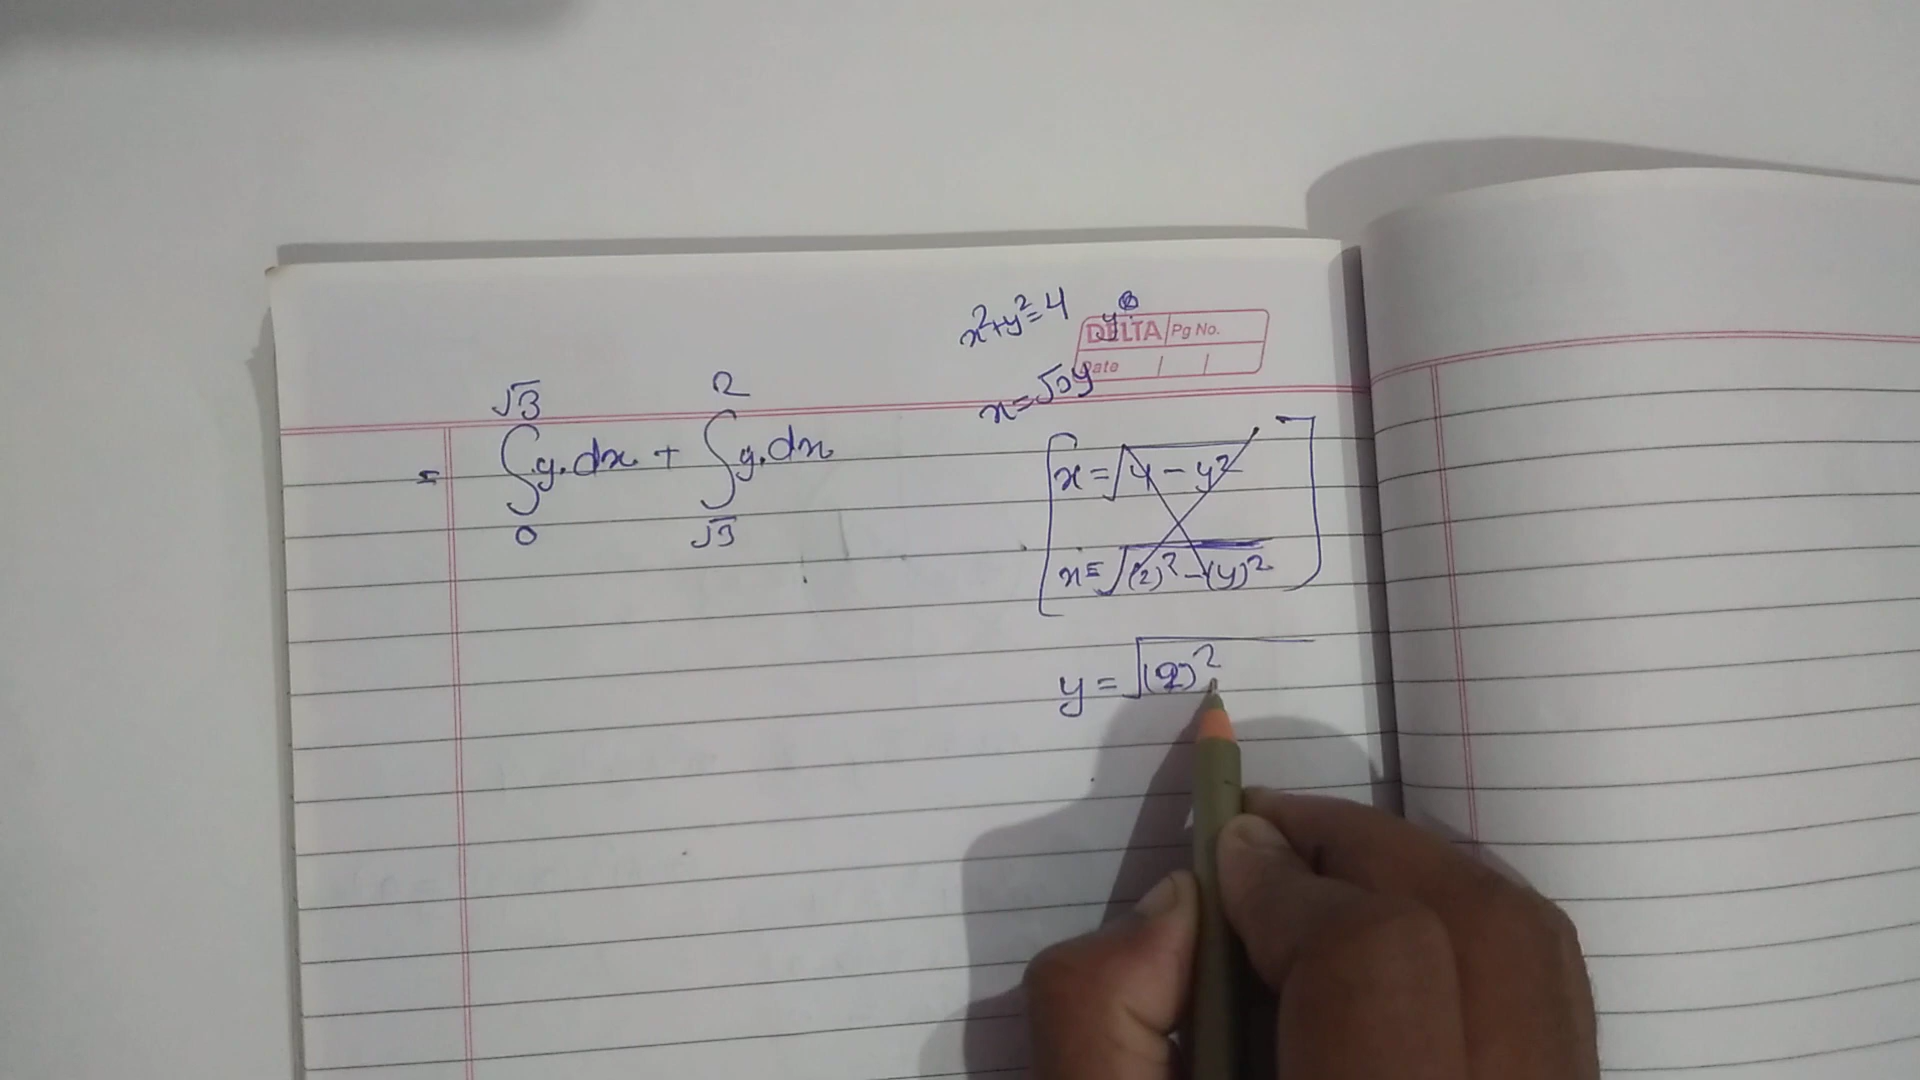 x²+y²=4 y
DELTA Pg No.
Date / /
x=√3y
= ∫₀^√3 y.dx + ∫√3^2 y.dx
x=√4-y²
x=√(2)²-(y)²
y=√(2)²